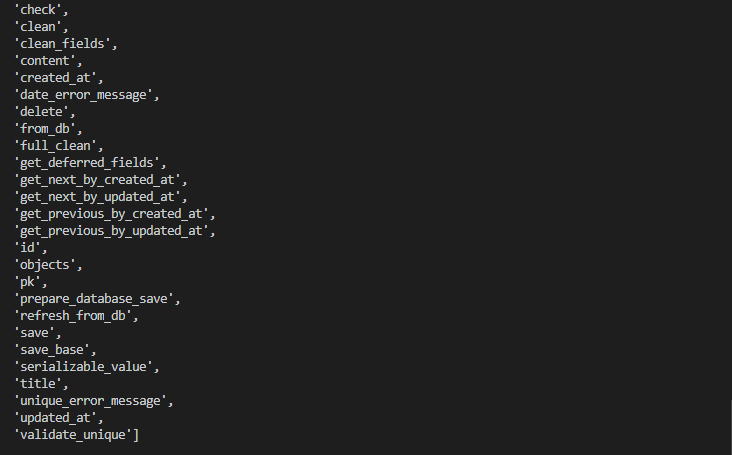 'check',
'clean',
'clean_fields',
'content',
'created_at',
'date_error_message',
'delete',
'from_db',
'full_clean',
'get_deferred_fields',
'get_next_by_created_at',
'get_next_by_updated_at',
'get_previous_by_created_at',
'get_previous_by_updated_at',
'id',
'objects',
'pk',
'prepare_database_save',
'refresh_from_db',
'save',
'save_base',
'serializable_value',
'title',
'unique_error_message',
'updated_at',
'validate_unique']